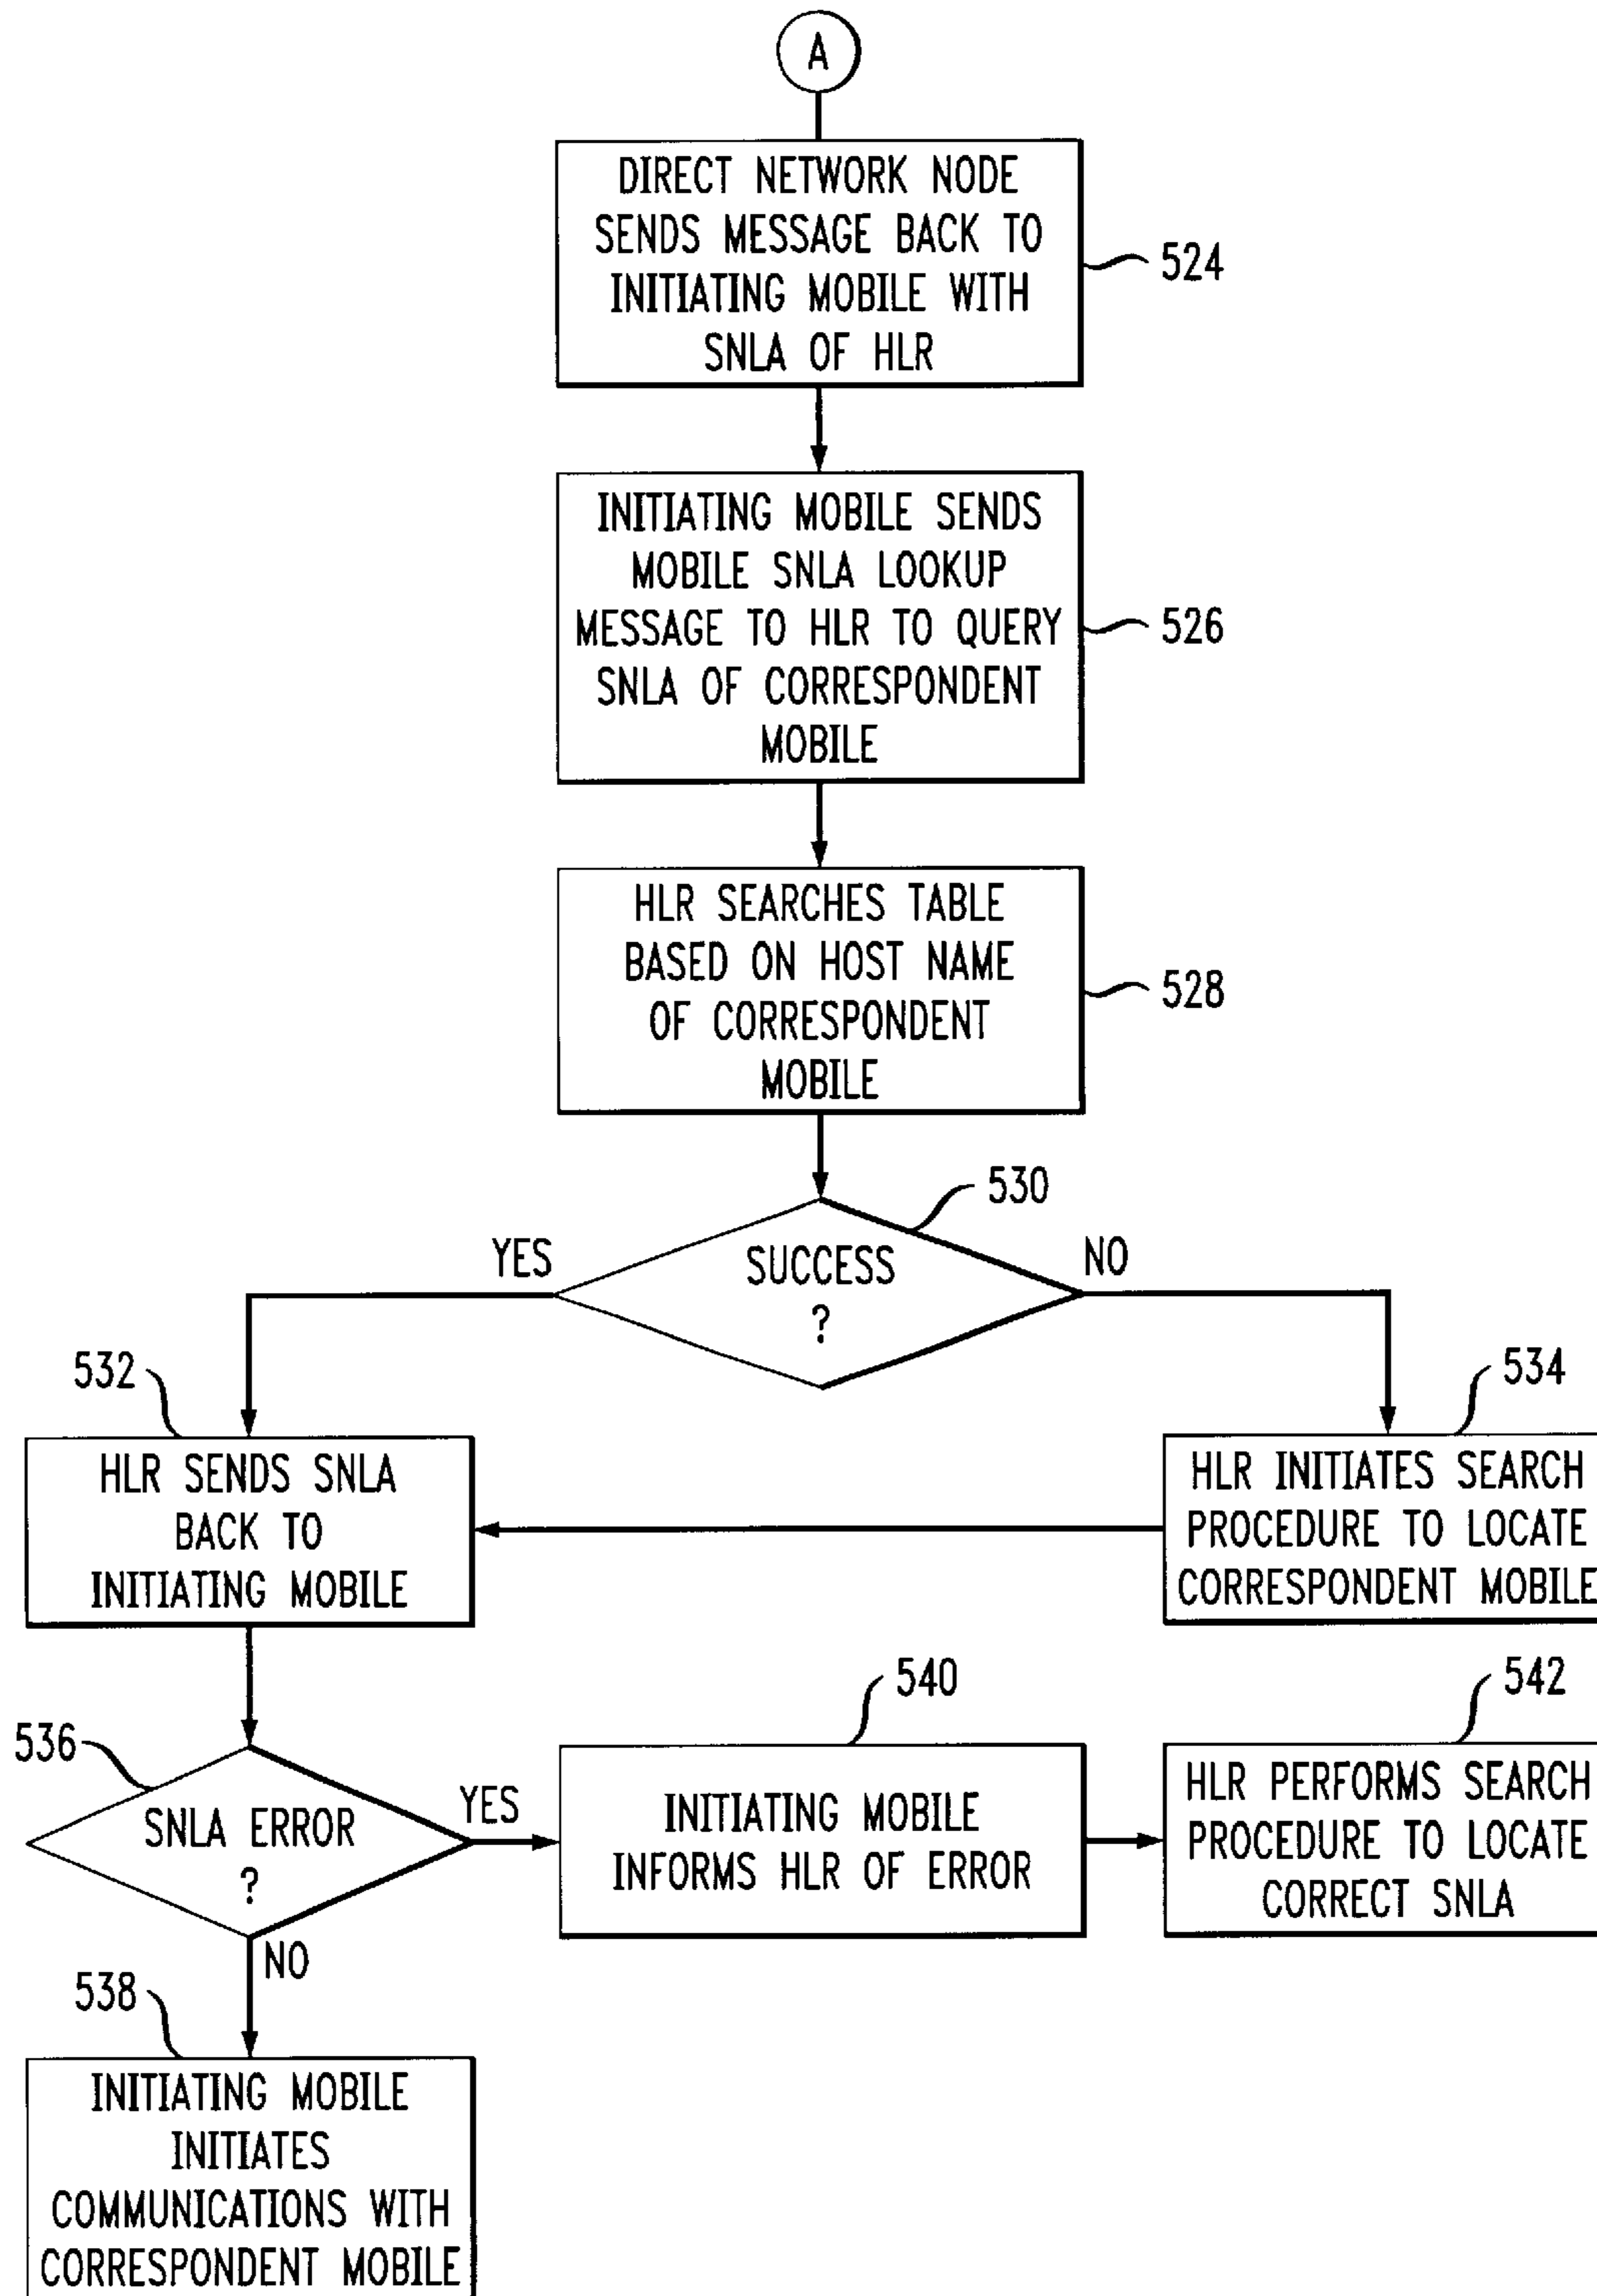 A
DIRECT NETWORK NODE
SENDS MESSAGE BACK TO
INITIATING MOBILE WITH
SNLA OF HLR
524
INITIATING MOBILE SENDS
MOBILE SNLA LOOKUP
MESSAGE TO HLR TO QUERY
SNLA OF CORRESPONDENT
MOBILE
526
HLR SEARCHES TABLE
BASED ON HOST NAME
OF CORRESPONDENT
MOBILE
528
530
YES
SUCCESS
?
NO
532
HLR SENDS SNLA
BACK TO
INITIATING MOBILE
534
HLR INITIATES SEARCH
PROCEDURE TO LOCATE
CORRESPONDENT MOBILE
536
SNLA ERROR
?
YES
NO
540
INITIATING MOBILE
INFORMS HLR OF ERROR
542
HLR PERFORMS SEARCH
PROCEDURE TO LOCATE
CORRECT SNLA
538
INITIATING MOBILE
INITIATES
COMMUNICATIONS WITH
CORRESPONDENT MOBILE